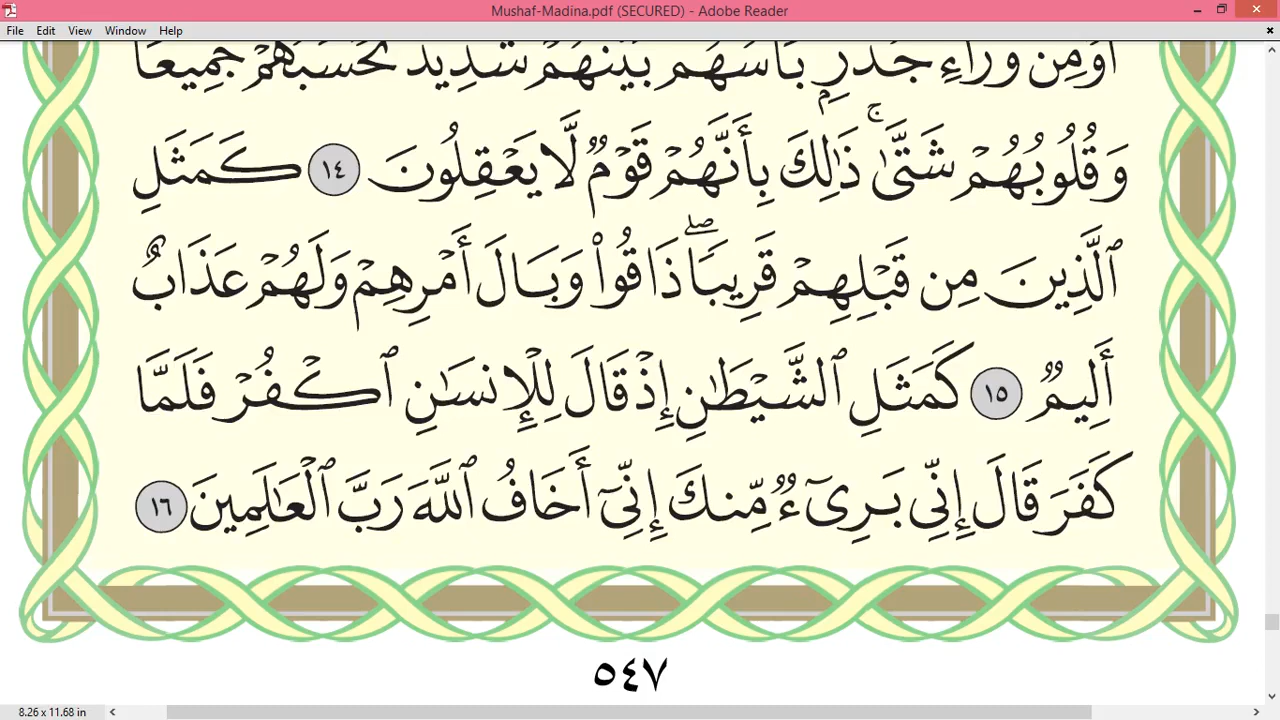 Mushaf-Madina.pdf (SECURED) - Adobe Reader
File Edit View Window Help
أَوْ مِن وَرَآءِ جُدُرٍۭ بَأْسُهُم بَيْنَهُمْ شَدِيدٌ تَحْسَبُهُمْ جَمِيعًا
وَقُلُوبُهُمْ شَتَّىٰ ۚ ذَٰلِكَ بِأَنَّهُمْ قَوْمٌ لَّا يَعْقِلُونَ ١٤ كَمَثَلِ
ٱلَّذِينَ مِن قَبْلِهِمْ قَرِيبًا ۖ ذَاقُوا۟ وَبَالَ أَمْرِهِمْ وَلَهُمْ عَذَابٌ
أَلِيمٌ ١٥ كَمَثَلِ ٱلشَّيْطَٰنِ إِذْ قَالَ لِلْإِنسَٰنِ ٱكْفُرْ فَلَمَّا
كَفَرَ قَالَ إِنِّى بَرِىٓءٌ مِّنكَ إِنِّىٓ أَخَافُ ٱللَّهَ رَبَّ ٱلْعَٰلَمِينَ ١٦
٥٤٧
8.26 x 11.68 in